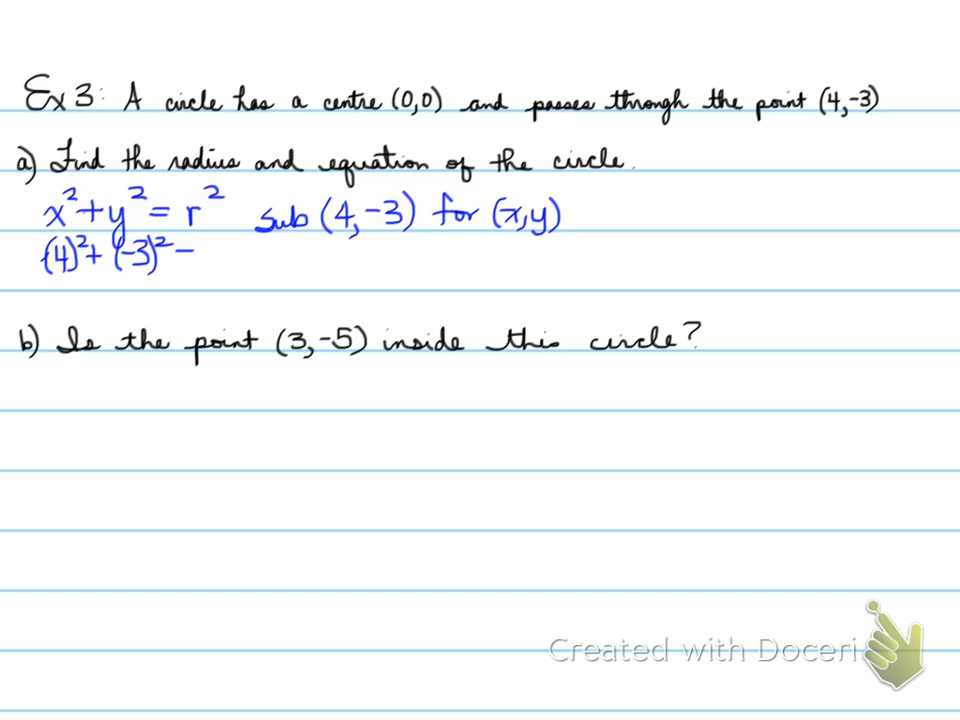 Ex 3: A circle has a centre (0,0) and passes through the point (4,-3)
a) Find the radius and equation of the circle.
x² + y² = r² sub (4,-3) for (x,y)
(4)² + (-3)² -
b) Is the point (3,-5) inside this circle?
Created with Doceri